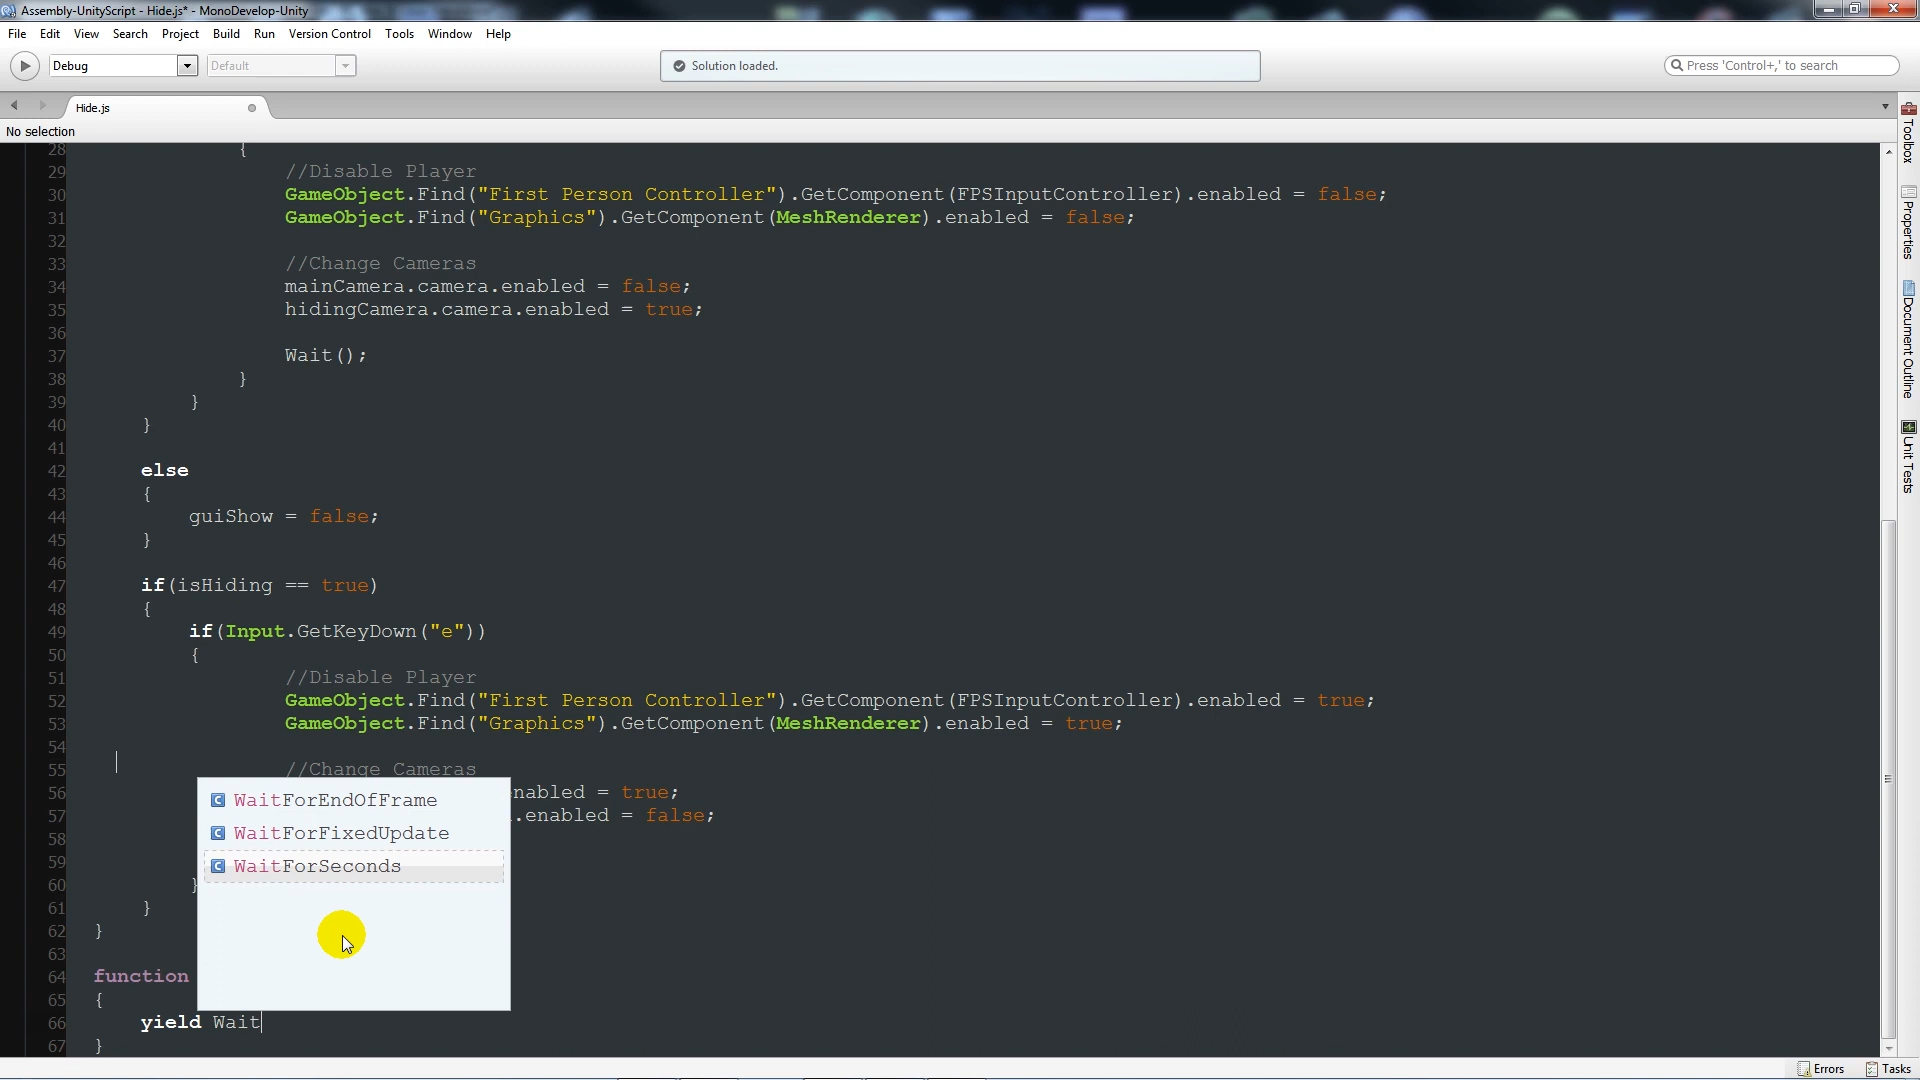 Assembly-UnityScript - Hide.js* - MonoDevelop-Unity
File Edit View Search Project Build Run Version Control Tools Window Help
Debug Default Solution loaded. Press 'Control+,' to search
Hide.js
No selection
28 {
29 //Disable Player
30 GameObject.Find("First Person Controller").GetComponent(FPSInputController).enabled = false;
31 GameObject.Find("Graphics").GetComponent(MeshRenderer).enabled = false;
32
33 //Change Cameras
34 mainCamera.camera.enabled = false;
35 hidingCamera.camera.enabled = true;
36
37 Wait();
38 }
39 }
40 }
41
42 else
43 {
44 guiShow = false;
45 }
46
47 if(isHiding == true)
48 {
49 if(Input.GetKeyDown("e"))
50 {
51 //Disable Player
52 GameObject.Find("First Person Controller").GetComponent(FPSInputController).enabled = true;
53 GameObject.Find("Graphics").GetComponent(MeshRenderer).enabled = true;
54
55 //Change Cameras
56 nabled = true;
57 .enabled = false;
58
59
60 }
61 }
62 }
63
64 function
65 {
66 yield Wait
67 }
WaitForEndOfFrame
WaitForFixedUpdate
WaitForSeconds
Toolbox
Properties
Document Outline
Unit Tests
Errors Tasks